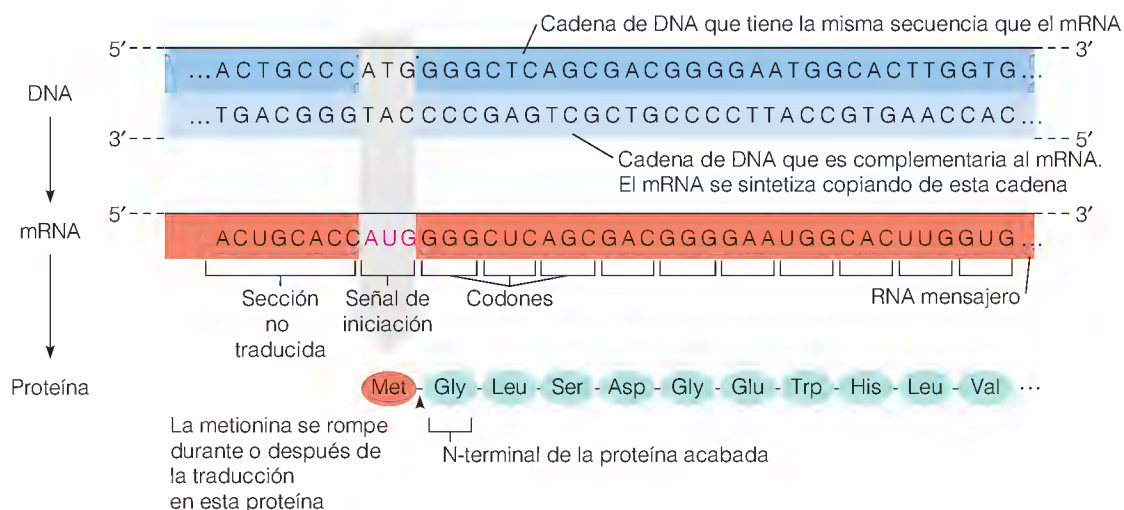 Cadena de DNA que tiene la misma secuencia que el mRNA
5′ 3′
...ACTGCCCATGGGGCTCAGCGACGGGGAATGGCACTTGGTG...
DNA
...TGACGGGTACCCCGAGTCGCTGCCCCTTACCGTGAACCAC...
3′ 5′
Cadena de DNA que es complementaria al mRNA.
El mRNA se sintetiza copiando de esta cadena
5′ 3′
mRNA
ACUGCACCAUGGGGCUCAGCGACGGGGAAUGGCACUUGGUG...
Sección
no
traducida
Señal de
iniciación
Codones
RNA mensajero
Proteína
Met - Gly - Leu - Ser - Asp - Gly - Glu - Trp - His - Leu - Val ...
La metionina se rompe
durante o después de
la traducción
en esta proteína
N-terminal de la proteína acabada